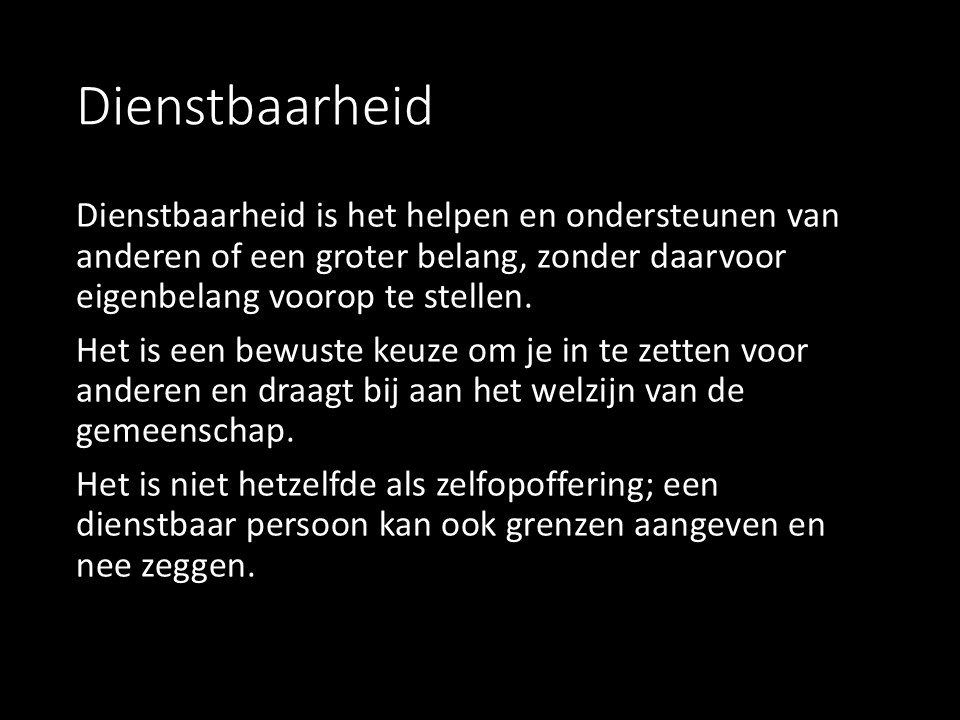 Dienstbaarheid
Dienstbaarheid is het helpen en ondersteunen van
anderen of een groter belang, zonder daarvoor
eigenbelang voorop te stellen.
Het is een bewuste keuze om je in te zetten voor
anderen en draagt bij aan het welzijn van de
gemeenschap.
Het is niet hetzelfde als zelfopoffering; een
dienstbaar persoon kan ook grenzen aangeven en
nee zeggen.